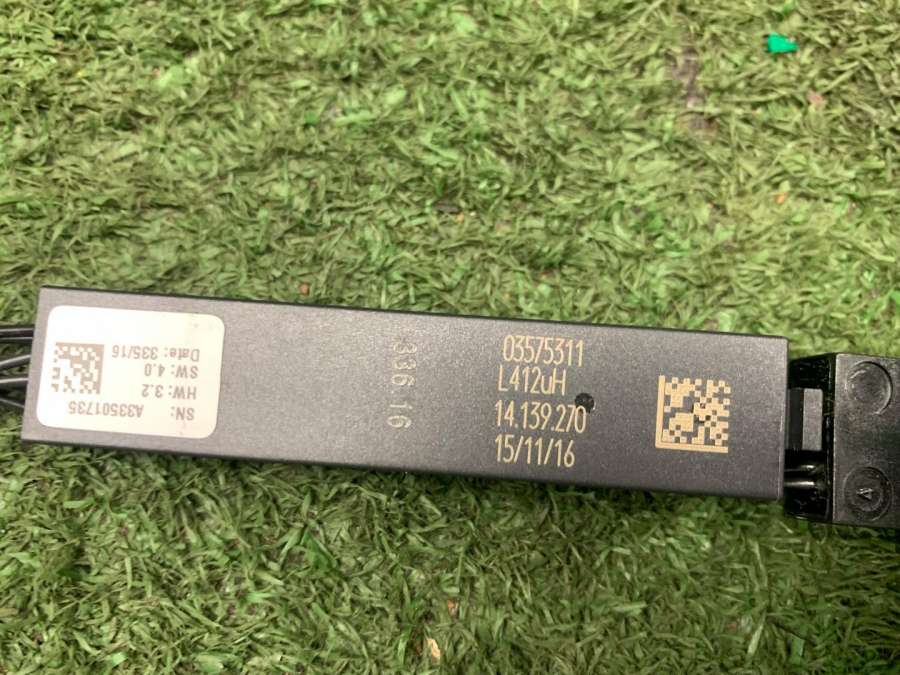 SN:
A33501735
HW: 3.2
SW: 4.0
Date: 335/16
336 16
03575311
L412uH
14.139.270
15/11/16
A